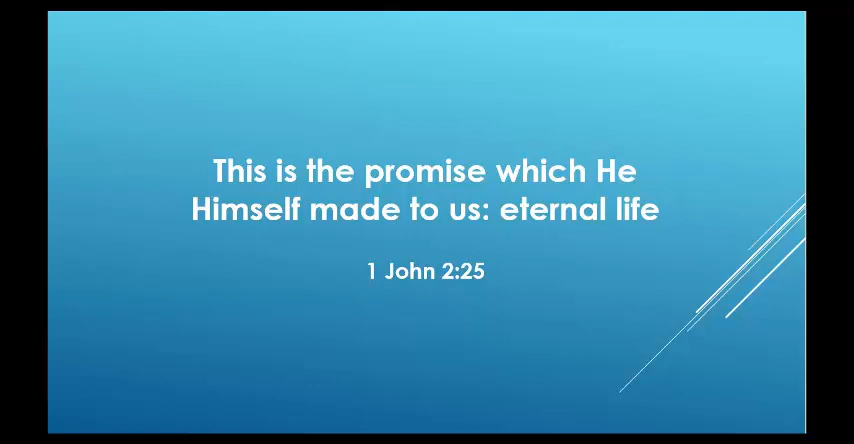 This is the promise which He
Himself made to us: eternal life
1 John 2:25